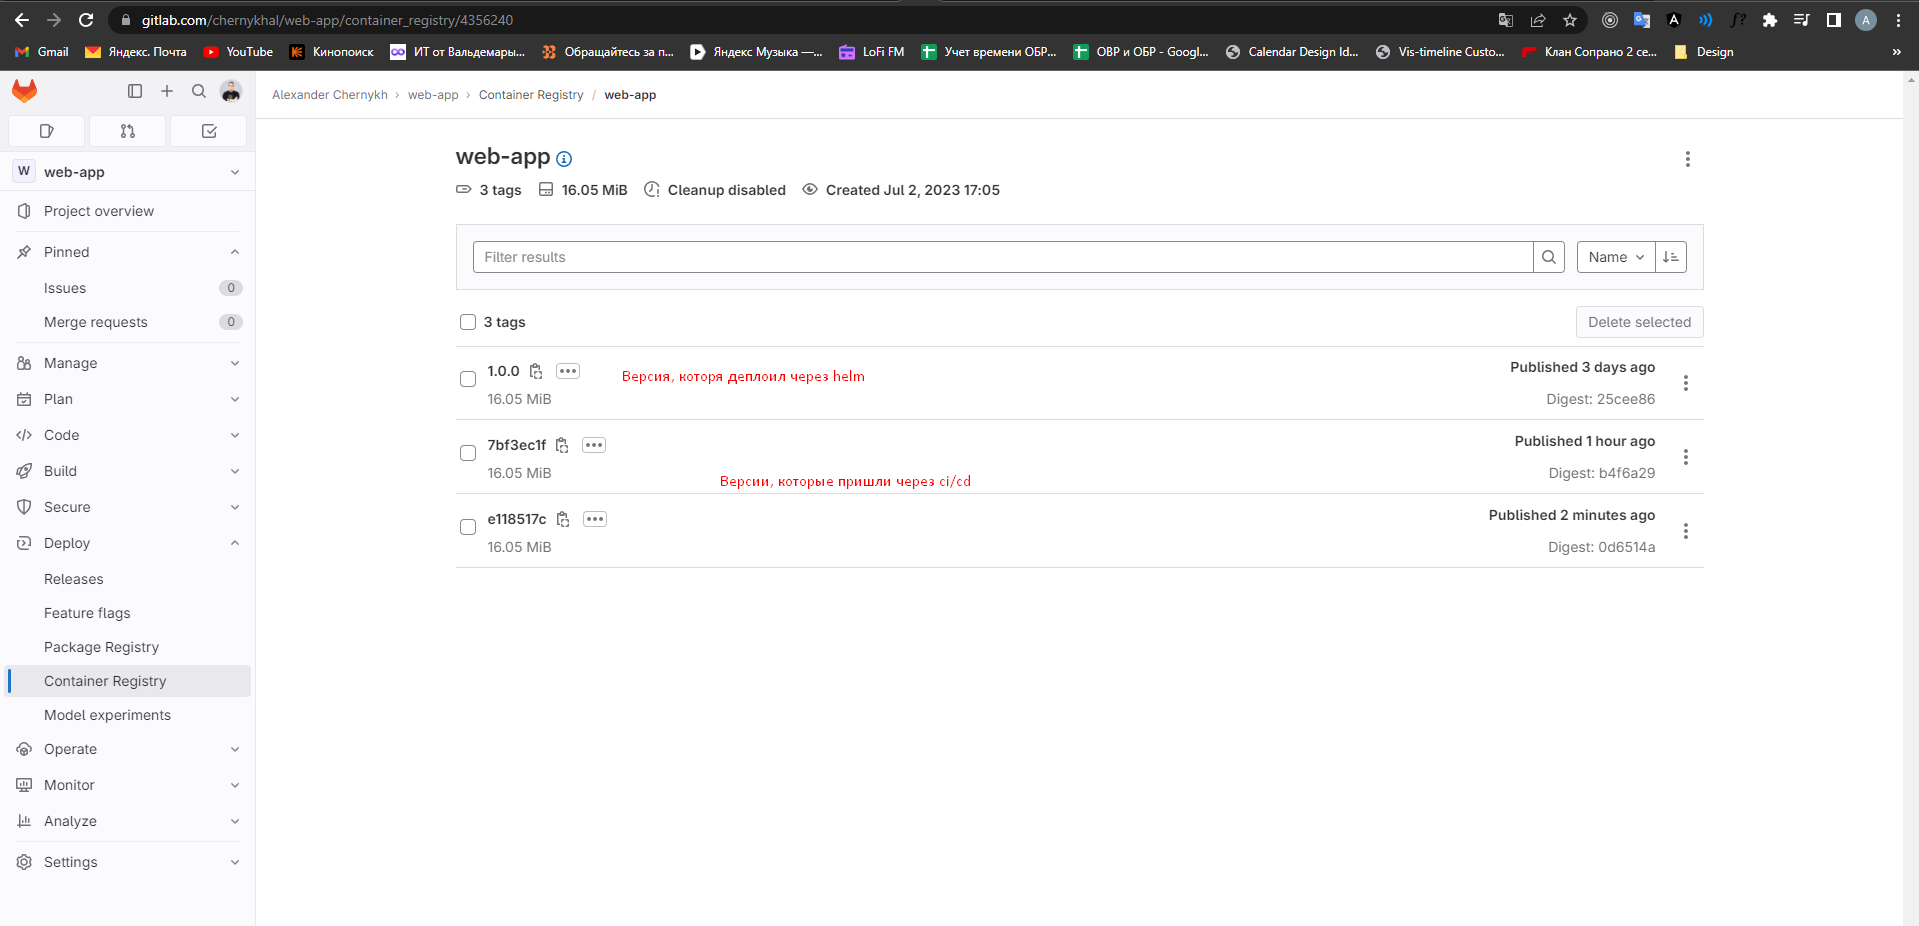 gitlab.com/chernykhal/web-app/container_registry/4356240
Gmail
Яндекс. Почта
YouTube
Кинопоиск
ИТ от Вальдемары...
Обращайтесь за п...
Яндекс Музыка —...
LoFi FM
Учет времени ОБР...
ОВР и ОБР - Googl...
Calendar Design Id...
Vis-timeline Custo...
Клан Сопрано 2 се...
Design
»
Alexander Chernykh › web-app › Container Registry / web-app
W web-app
Project overview
Pinned
Issues 0
Merge requests 0
Manage
Plan
Code
Build
Secure
Deploy
Releases
Feature flags
Package Registry
Container Registry
Model experiments
Operate
Monitor
Analyze
Settings
web-app
3 tags 16.05 MiB Cleanup disabled Created Jul 2, 2023 17:05
Filter results
Name
3 tags
Delete selected
1.0.0
Версия, которя деплоил через helm
Published 3 days ago
16.05 MiB
Digest: 25cee86
7bf3ec1f
Published 1 hour ago
16.05 MiB
Digest: b4f6a29
Версии, которые пришли через ci/cd
e118517c
Published 2 minutes ago
16.05 MiB
Digest: 0d6514a